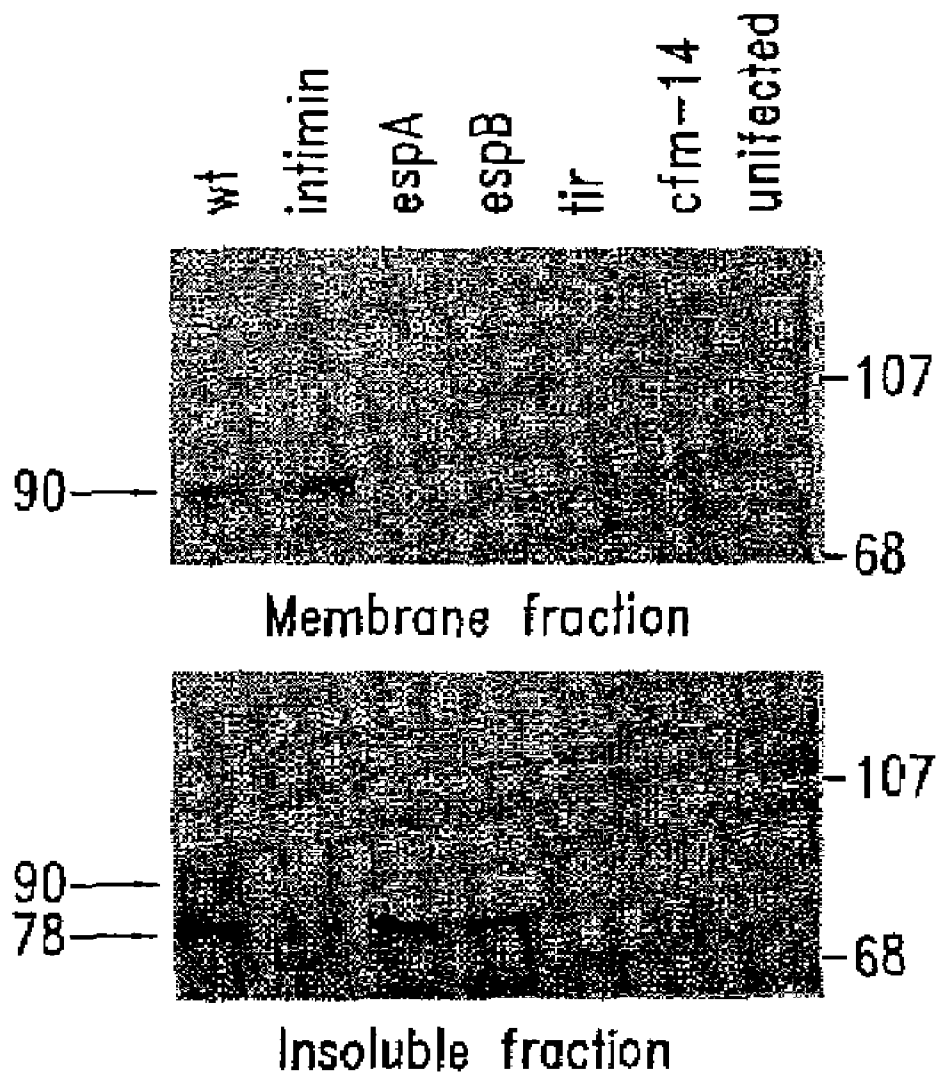 wt
intimin
espA
espB
tir
cfm-14
unifected
107
90
68
Membrane fraction
107
90
78
68
Insoluble fraction